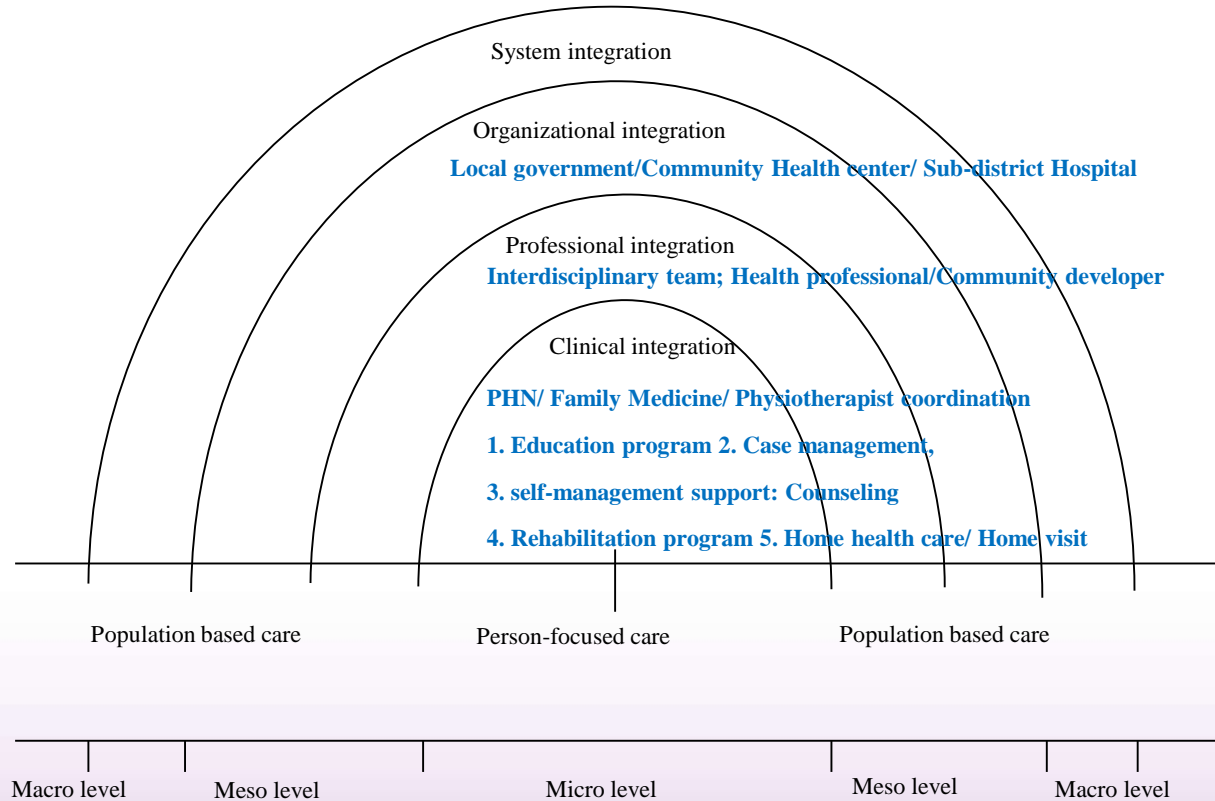 System integration
Organizational integration
Local government/Community Health center/ Sub-district Hospital
Professional integration
Interdisciplinary team; Health professional/Community developer
Clinical integration
PHN/ Family Medicine/ Physiotherapist coordination
1. Education program 2. Case management,
3. self-management support: Counseling
4. Rehabilitation program 5. Home health care/ Home visit
Population based care
Person-focused care
Population based care
Macro level
Meso level
Micro level
Meso level
Macro level